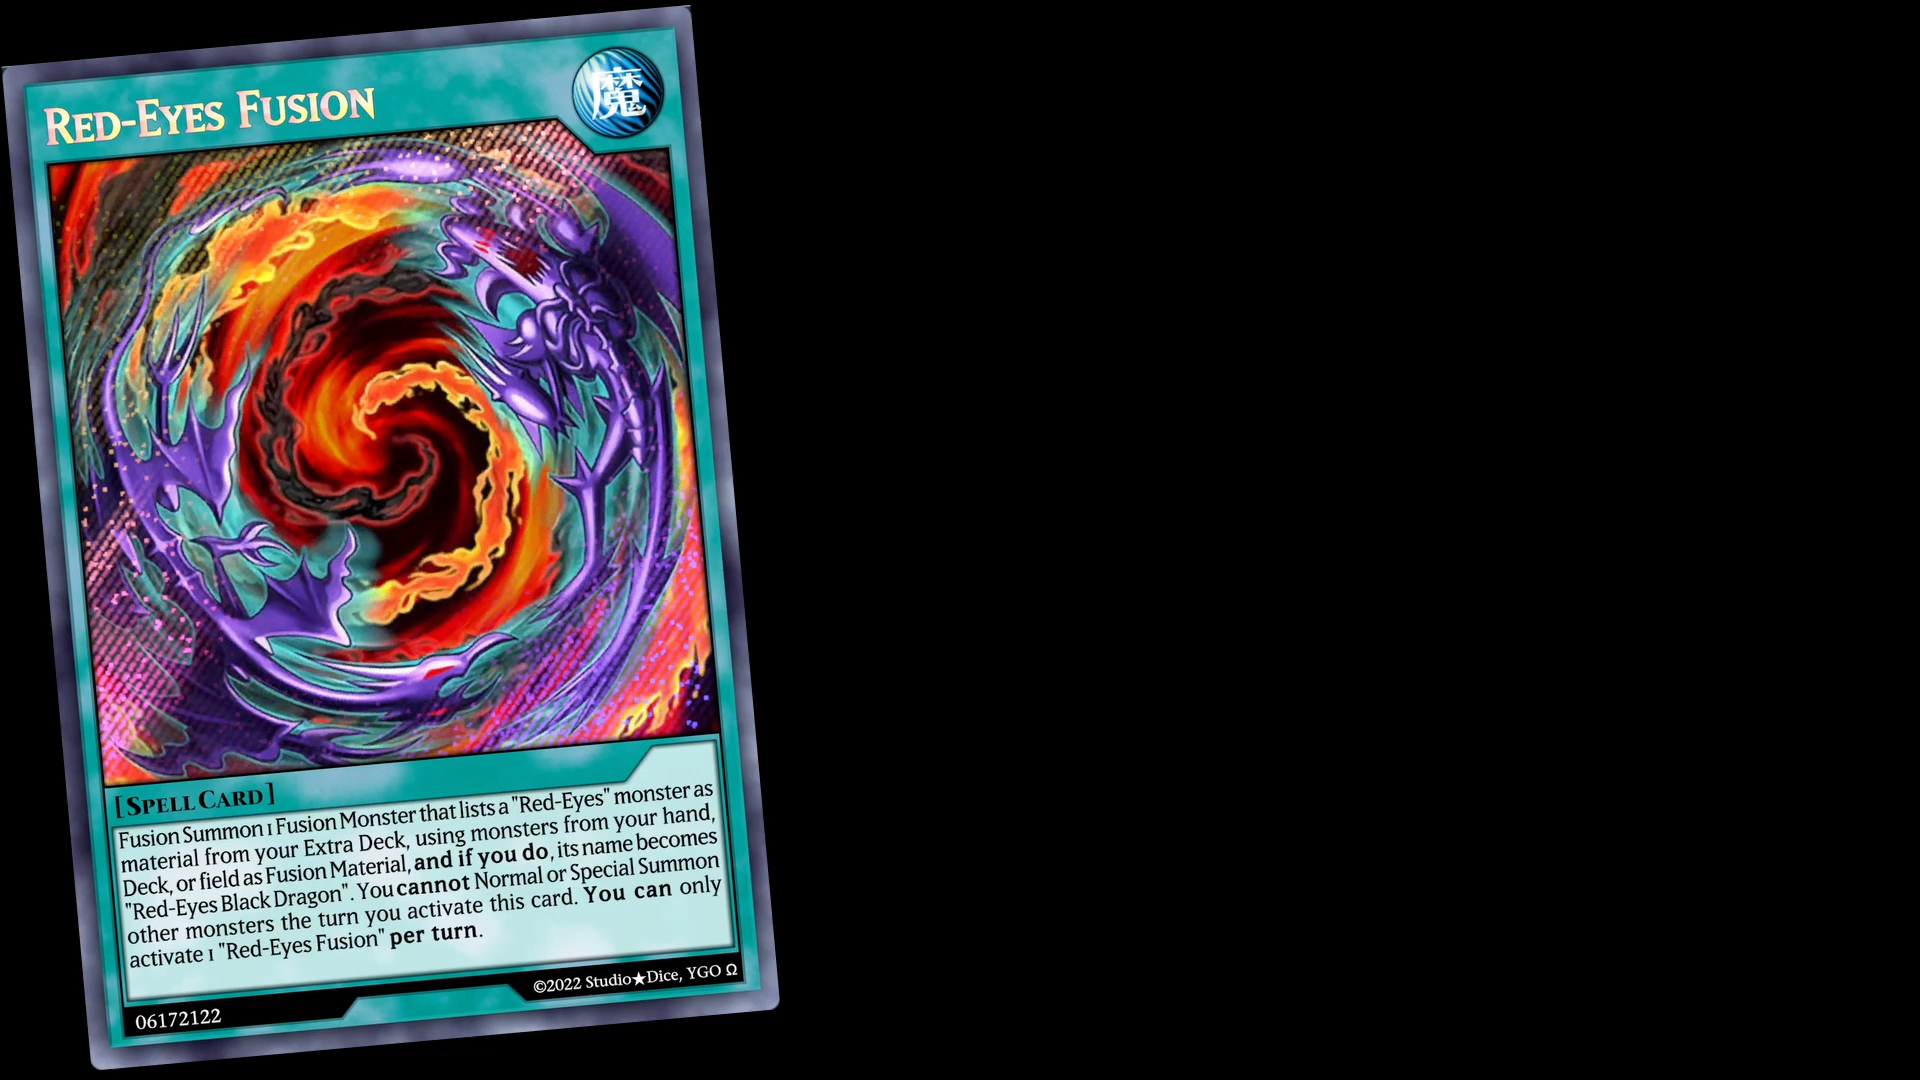 Red-Eyes Fusion
魔
[Spell Card]
Fusion Summon 1 Fusion Monster that lists a "Red-Eyes" monster as
material from your Extra Deck, using monsters from your hand,
Deck, or field as Fusion Material, and if you do, its name becomes
"Red-Eyes Black Dragon". You cannot Normal or Special Summon
other monsters the turn you activate this card. You can only
activate 1 "Red-Eyes Fusion" per turn.
©2022 Studio★Dice, YGO Ω
06172122